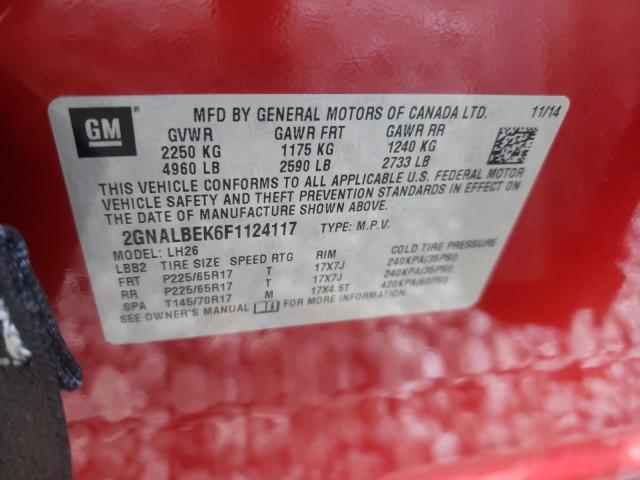 GM
MFD BY GENERAL MOTORS OF CANADA LTD. 11/14
GVWR GAWR FRT GAWR RR
2250 KG 1175 KG 1240 KG
4960 LB 2590 LB 2733 LB
THIS VEHICLE CONFORMS TO ALL APPLICABLE U.S. FEDERAL MOTOR
VEHICLE SAFETY AND THEFT PREVENTION STANDARDS IN EFFECT ON
THE DATE OF MANUFACTURE SHOWN ABOVE.
2GNALBEK6F1124117 TYPE: M.P.V.
MODEL: LH26
LBB2 TIRE SIZE SPEED RTG RIM COLD TIRE PRESSURE
FRT P225/65R17 T 17X7J 240KPA(35PSI)
RR P225/65R17 T 17X7J 240KPA(35PSI)
SPA T145/70R17 M 17X4.5T 420KPA(60PSI)
SEE OWNER'S MANUAL FOR MORE INFORMATION.